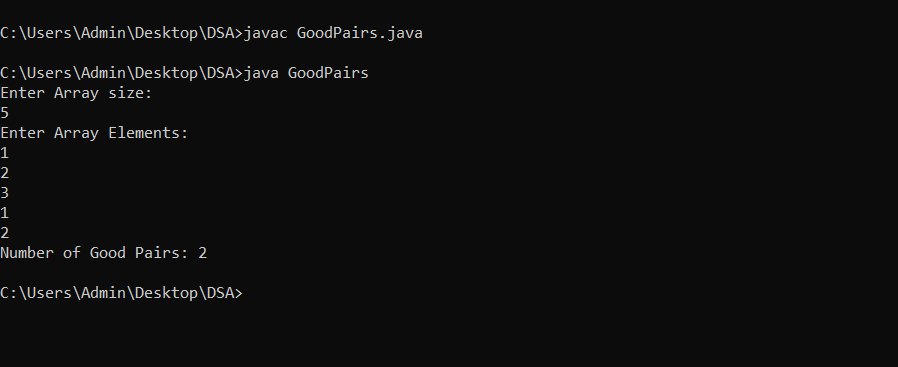 C:\Users\Admin\Desktop\DSA>javac GoodPairs.java
C:\Users\Admin\Desktop\DSA>java GoodPairs
Enter Array size:
5
Enter Array Elements:
1
2
3
1
2
Number of Good Pairs: 2
C:\Users\Admin\Desktop\DSA>